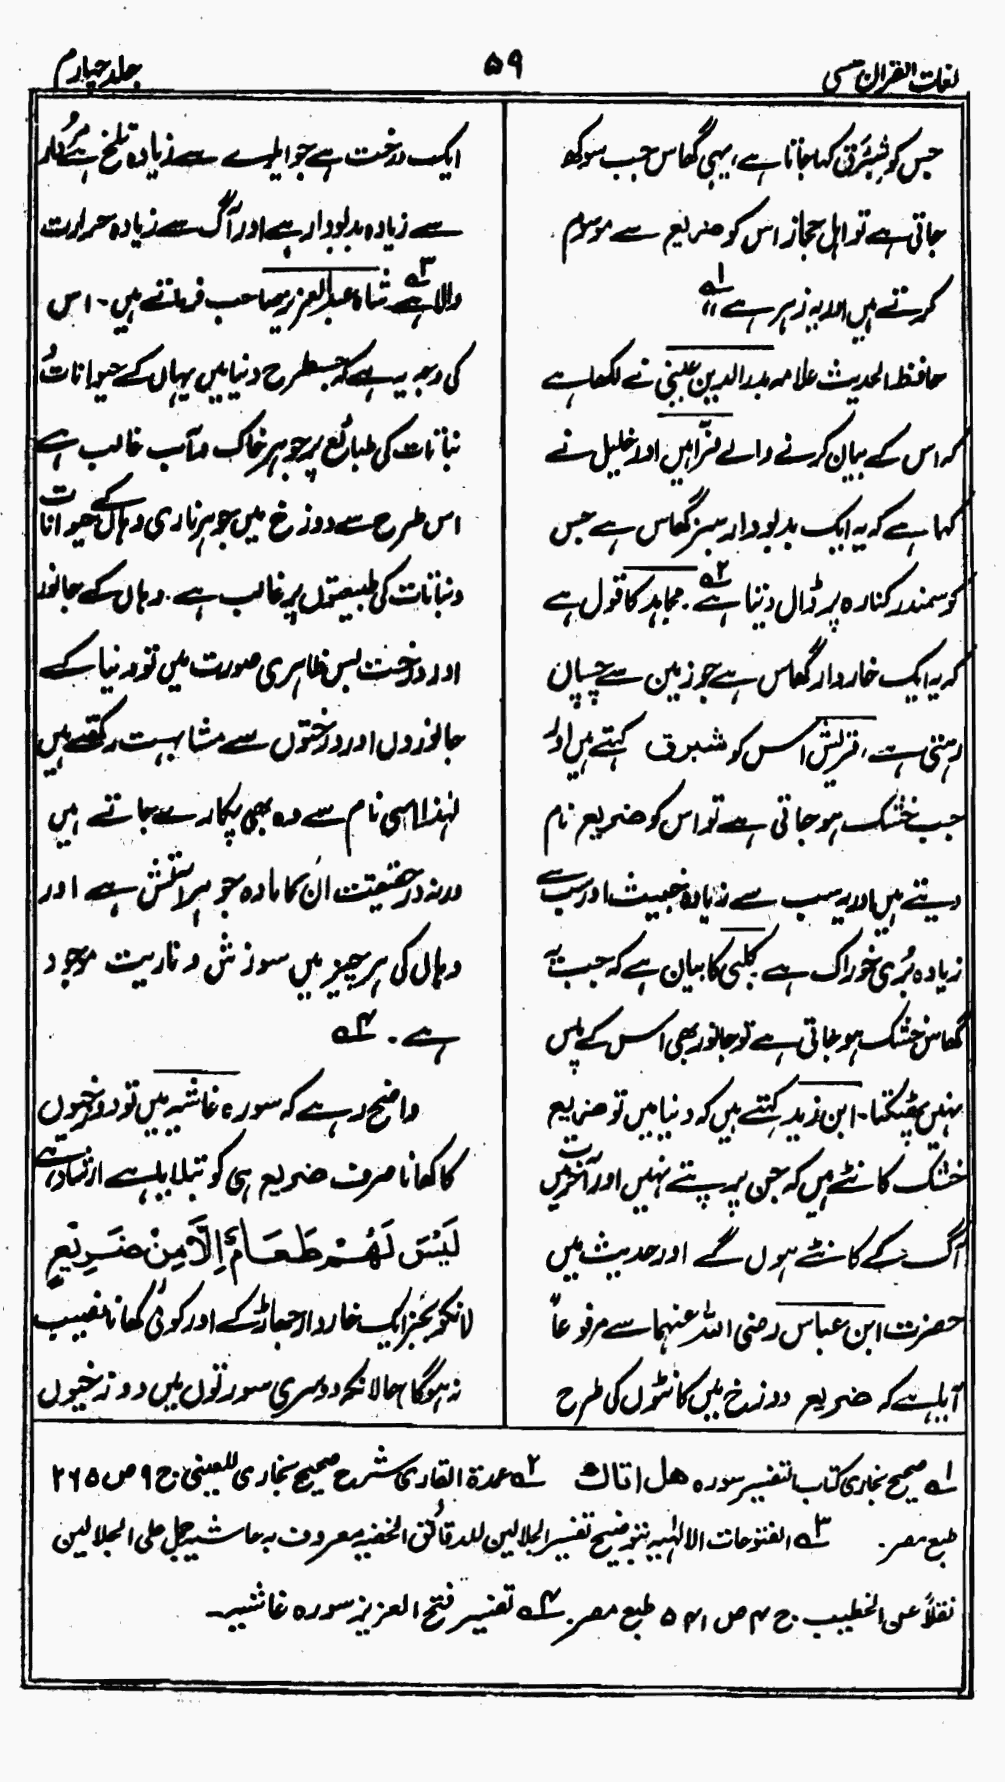 لغات القرآن
۵۹
جلد چہارم
جس کو شِبْرِق کہا جاتا ہے، یہی گھاس جب سوکھ
جاتی ہے تو اہل حجاز اس کو ضریع سے موسوم
کرتے ہیں اور یہ زہر ہے ؎۱
حافظ الحدیث علامہ بدر الدین عینی نے لکھا ہے
کہ اس کے بیان کرنے والے فرّاء ہیں اور خلیل نے
کہا ہے کہ یہ ایک بدبودار سبز گھاس ہے جس
کو سمندر کنارہ پر ڈال دیتا ہے ؎۲۔ مجاہد کا قول ہے
کہ یہ ایک خاردار گھاس ہے جو زمین سے چسپان
رہتی ہے، قریش اس کو شبرق کہتے ہیں اور
جب خشک ہو جاتی ہے تو اس کو ضریع نام
دیتے ہیں اور یہ سب سے زیادہ خبیث اور سب سے
زیادہ بُری خوراک ہے کلبی کا بیان ہے کہ جب یہ
گھاس خشک ہو جاتی ہے تو جانور بھی اس کے پاس
نہیں پھٹکتا۔ ابن زید کہتے ہیں کہ دنیا میں تو ضریع
خشک کانٹے ہیں کہ جن پر پتے نہیں اور آخرت میں
آگ کے کانٹے ہوں گے اور حدیث میں
حضرت ابن عباس رضی اللہ عنہما سے مرفوعاً
آیا ہے کہ ضریع دوزخ میں کانٹوں کی طرح
ایک درخت ہے جو ایلوے سے زیادہ تلخ ہے مُردار
سے زیادہ بدبودار ہے اور آگ سے زیادہ حرارت
والا ہے ؎۳ شاہ عبدالعزیز صاحب فرماتے ہیں۔ اس
کی وجہ یہ ہے کہ جسطرح دنیا میں یہاں کے حیوانات و
نباتات کی طبائع پر جوہر خاک و آب غالب ہے
اس طرح سے دوزخ میں جوہر ناری وہاں کے حیوانات
و نباتات کی طبیعتوں پر غالب ہے۔ وہاں کے جانور
اور درخت بس ظاہری صورت میں تو دنیا کے
جانوروں اور درختوں سے مشابہت رکھتے ہیں
لہٰذا اسی نام سے وہ بھی پکارے جاتے ہیں
ورنہ درحقیقت ان کا مادہ جوہر آتش ہے اور
وہاں کی ہر چیز میں سوزش و ناریت موجود
ہے۔ ؎۴
واضح رہے کہ سورہ غاشیہ میں تو دوزخیوں
کا کھانا صرف ضریع ہی کو بتلایا ہے ارشاد ہے،
لَیْسَ لَهُمْ طَعَامٌ اِلَّا مِنْ ضَرِیْعٍ
لانکو بجز ایک خاردار جھاڑ کے اور کوئی کھانا نصیب
نہ ہوگا) حالانکہ دوسری سورتوں میں دوزخیوں
؎۱ صحیح بخاری کتاب التفسیر سورہ هل اتاک ؎۲ عمدة القاری شرح صحیح بخاری للعینی ج ۹ ص ۲۶۵
طبع مصر۔ ؎۳ الفتوحات الالٰہیہ بتوضیح تفسیر الجلالین للدقائق الخفیہ معروف بہ حاشیہ جمل علی الجلالین
نقلاً عن الخطیب ج ۴ ص ۵۴۱ طبع مصر۔ ؎۴ تفسیر فتح العزیز سورہ غاشیہ۔